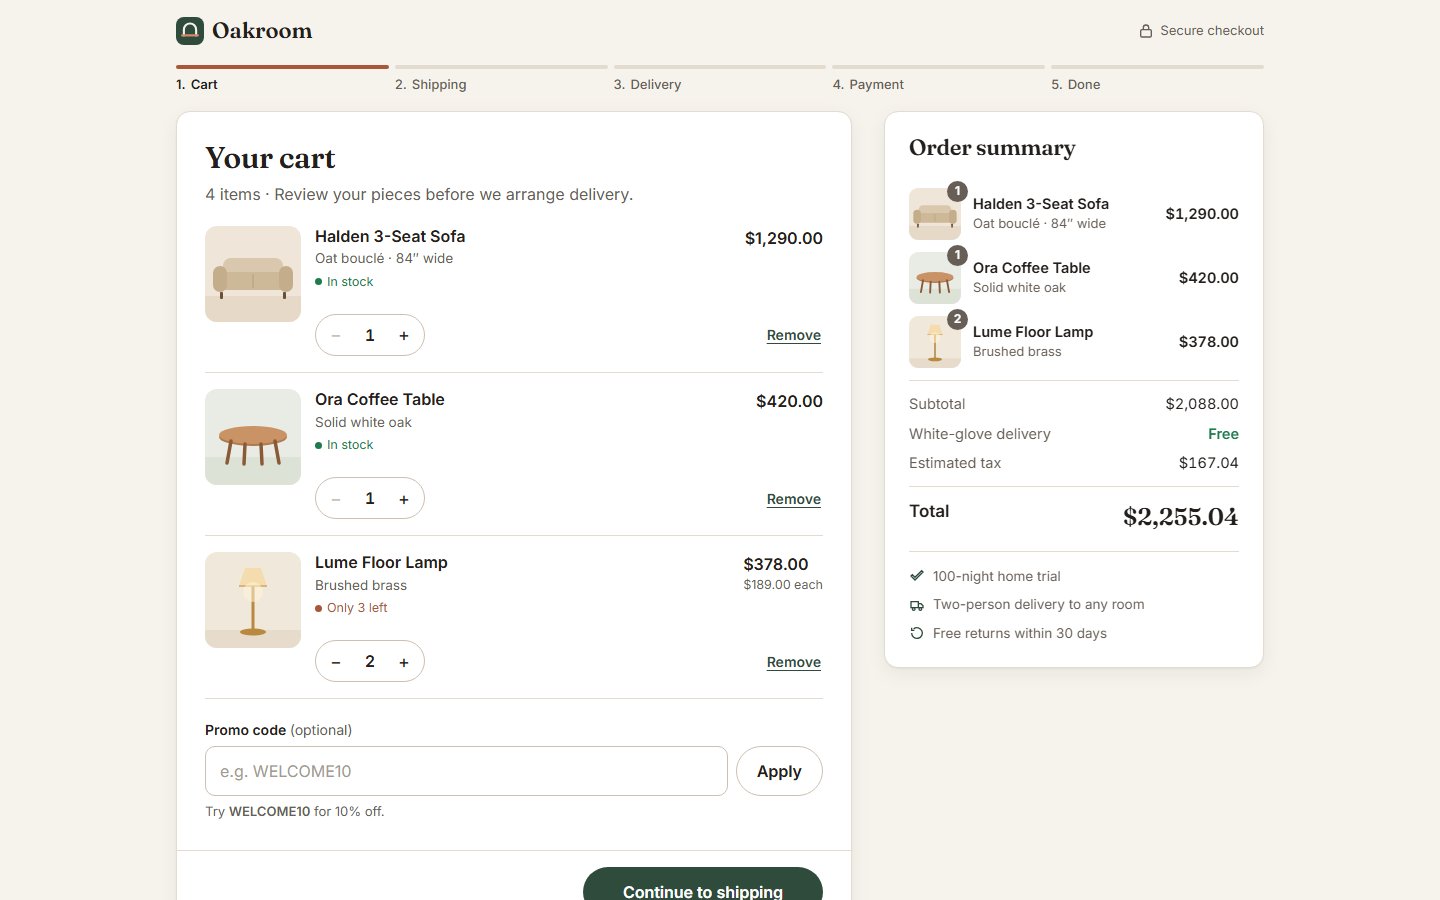 Oakroom
Secure checkout
1. Cart
2. Shipping
3. Delivery
4. Payment
5. Done
Your cart
4 items · Review your pieces before we arrange delivery.
Halden 3-Seat Sofa
$1,290.00
Oat bouclé · 84″ wide
In stock
− 1 +
Remove
Ora Coffee Table
$420.00
Solid white oak
In stock
− 1 +
Remove
Lume Floor Lamp
$378.00
Brushed brass
$189.00 each
Only 3 left
− 2 +
Remove
Promo code (optional)
e.g. WELCOME10
Apply
Try WELCOME10 for 10% off.
Continue to shipping
Order summary
1
Halden 3-Seat Sofa
Oat bouclé · 84″ wide
$1,290.00
1
Ora Coffee Table
Solid white oak
$420.00
2
Lume Floor Lamp
Brushed brass
$378.00
Subtotal
$2,088.00
White-glove delivery
Free
Estimated tax
$167.04
Total
$2,255.04
100-night home trial
Two-person delivery to any room
Free returns within 30 days